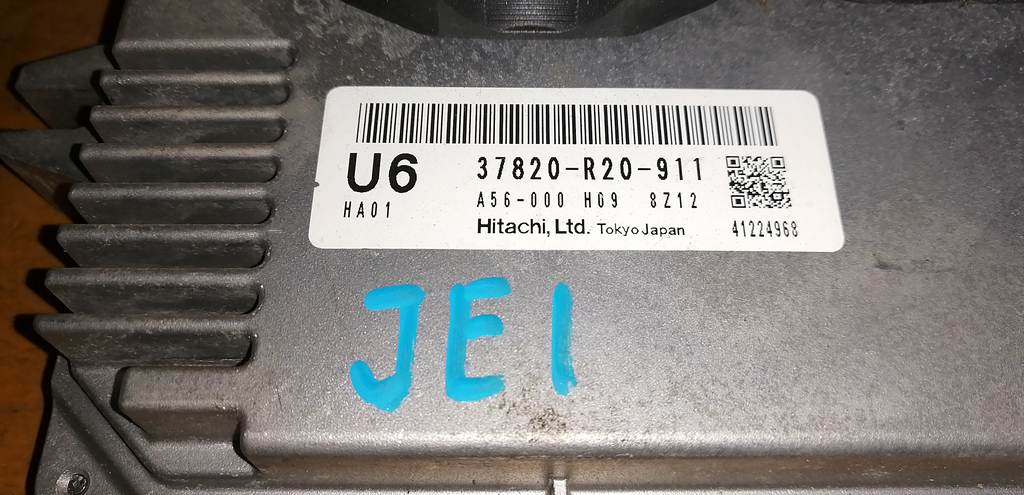 U6 37820-R20-911
HA01 A56-000 H09 8Z12
Hitachi, Ltd. Tokyo Japan 41224968
JE1